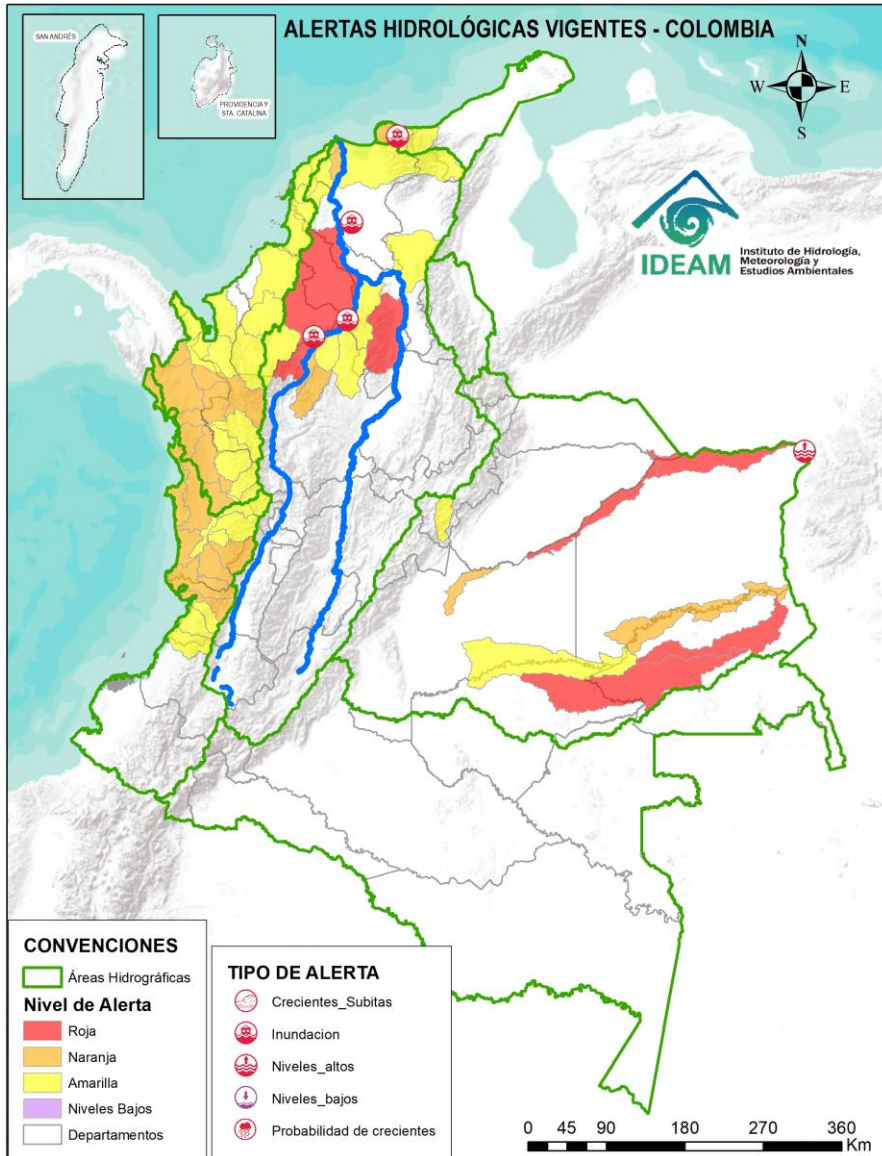 SAN ANDRÉS
PROVIDENCIA Y
STA. CATALINA
ALERTAS HIDROLÓGICAS VIGENTES - COLOMBIA
N
W
E
S
IDEAM
Instituto de Hidrología,
Meteorología y
Estudios Ambientales
CONVENCIONES
Áreas Hidrográficas
Nivel de Alerta
Roja
Naranja
Amarilla
Niveles Bajos
Departamentos
TIPO DE ALERTA
Crecientes_Subitas
Inundacion
Niveles_altos
Niveles_bajos
Probabilidad de crecientes
0 45 90 180 270 360
Km